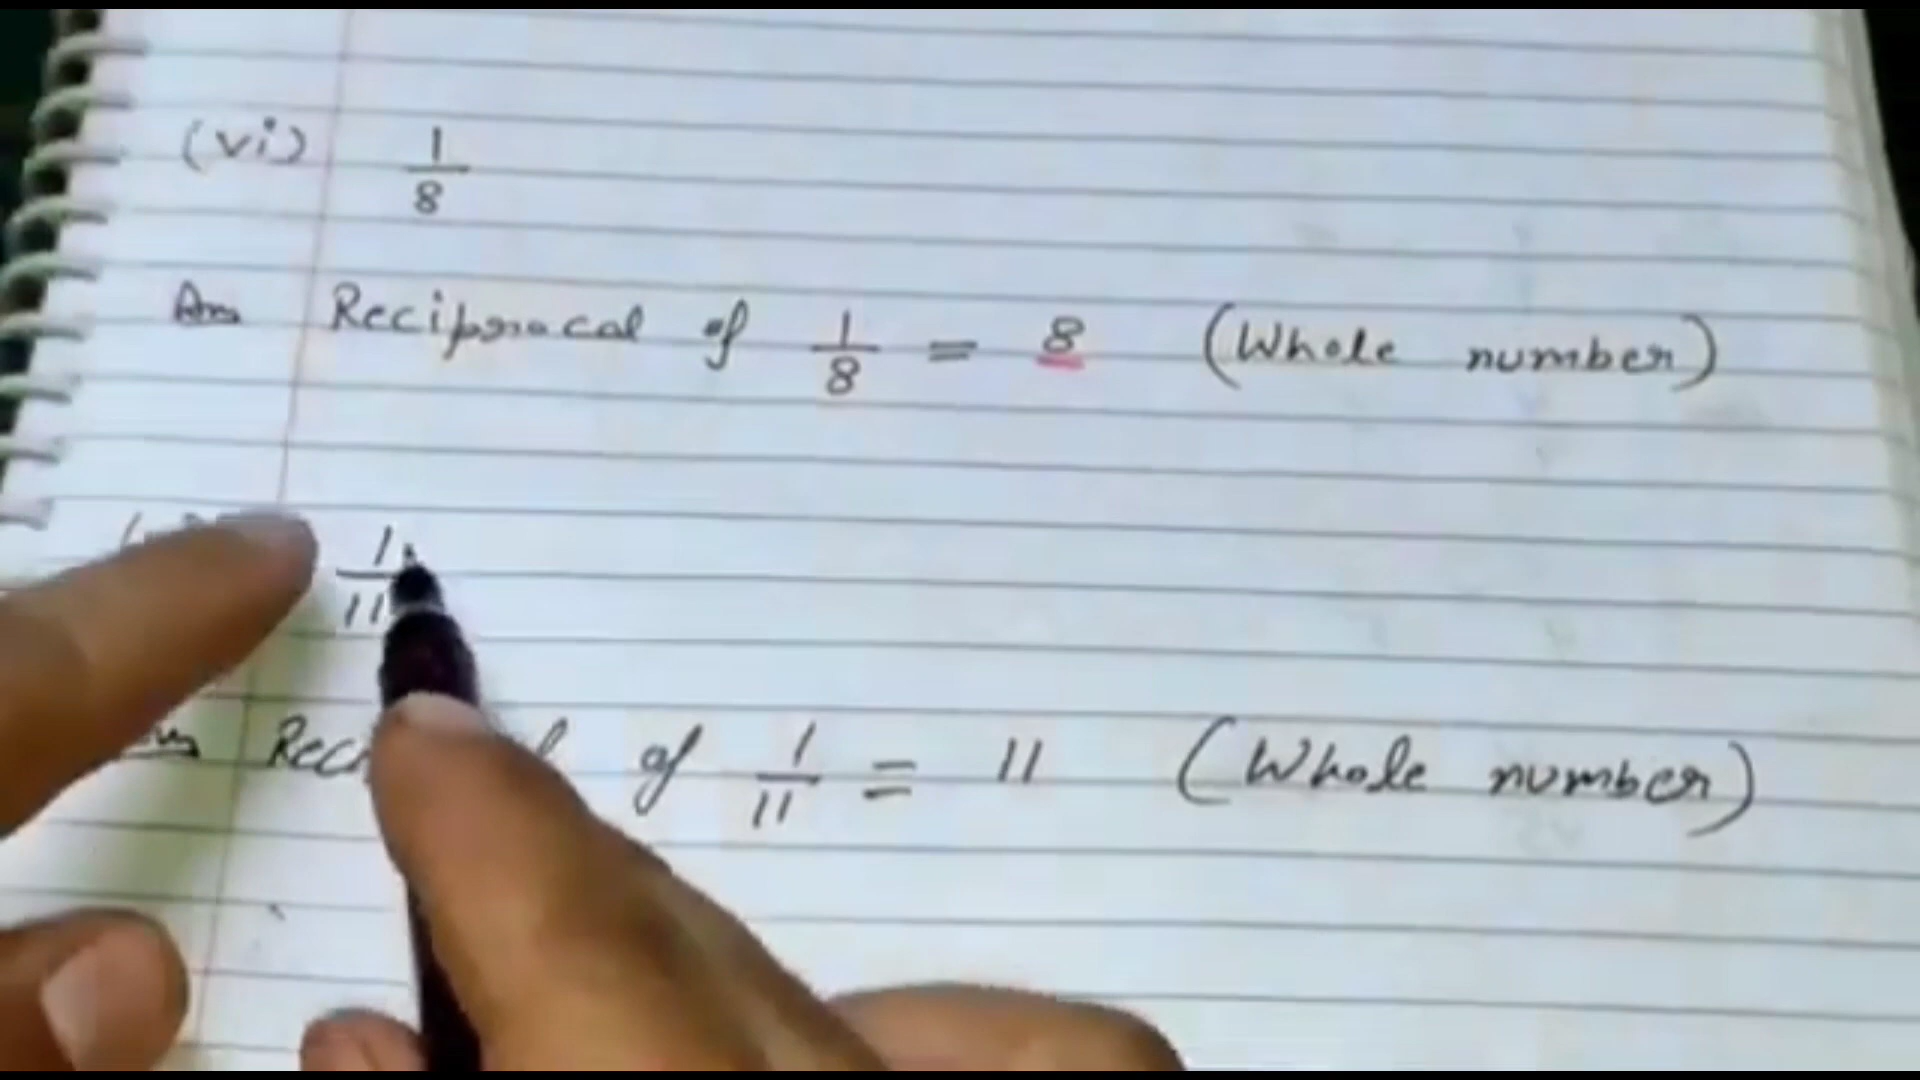 (vi) 1/8
Ans Reciprocal of 1/8 = 8 (Whole number)
1/11
of 1/11 = 11 (Whole number)